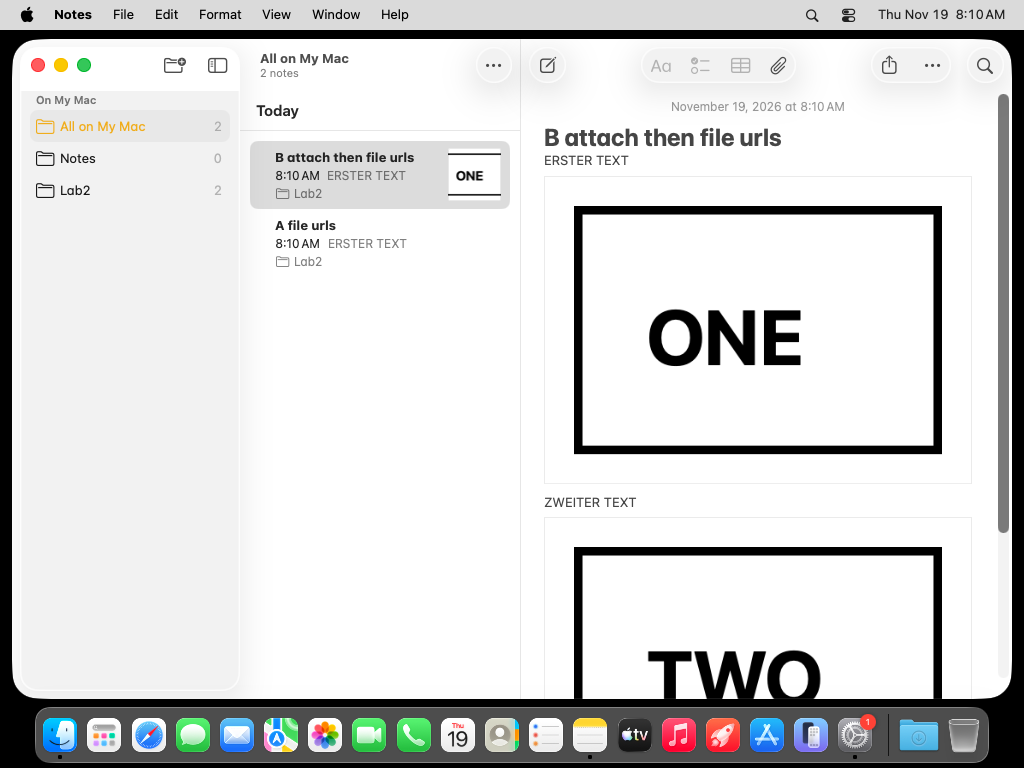 Notes File Edit Format View Window Help Thu Nov 19 8:10 AM
On My Mac
All on My Mac 2
Notes 0
Lab2 2
All on My Mac
2 notes
Today
B attach then file urls
8:10 AM ERSTER TEXT
Lab2
ONE
A file urls
8:10 AM ERSTER TEXT
Lab2
Aa
November 19, 2026 at 8:10 AM
B attach then file urls
ERSTER TEXT
ONE
ZWEITER TEXT
TWO
Thu
19
tv
1